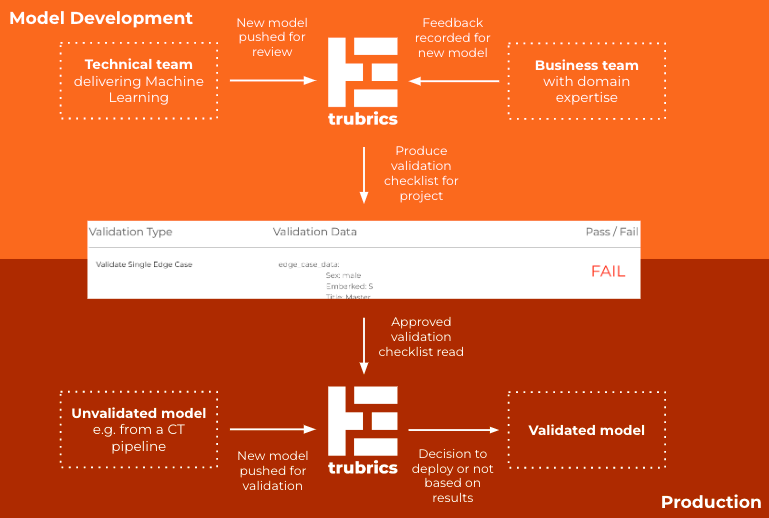 Model Development
New model
pushed for
review
Feedback
recorded for
new model
Technical team
delivering Machine
Learning
Business team
with domain
expertise
trubrics
Produce
validation
checklist for
project
Validation Type
Validation Data
Pass / Fail
Validate Single Edge Case
edge_case_data:
FAIL
Sex: male
Embarked: S
Title: Master
Approved
validation
checklist read
Unvalidated model
e.g. from a CT
pipeline
Validated model
trubrics
New model
pushed for
validation
Decision to
deploy or not
based on
results
Production